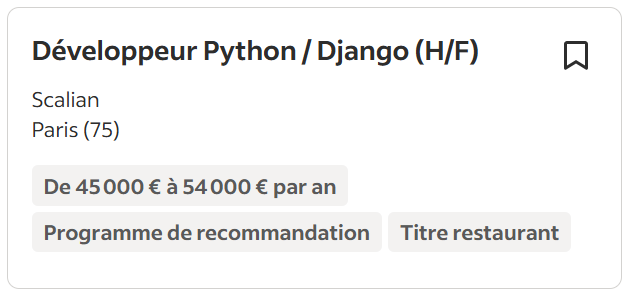 Développeur Python / Django (H/F)
Scalian
Paris (75)
De 45 000 € à 54 000 € par an
Programme de recommandation
Titre restaurant